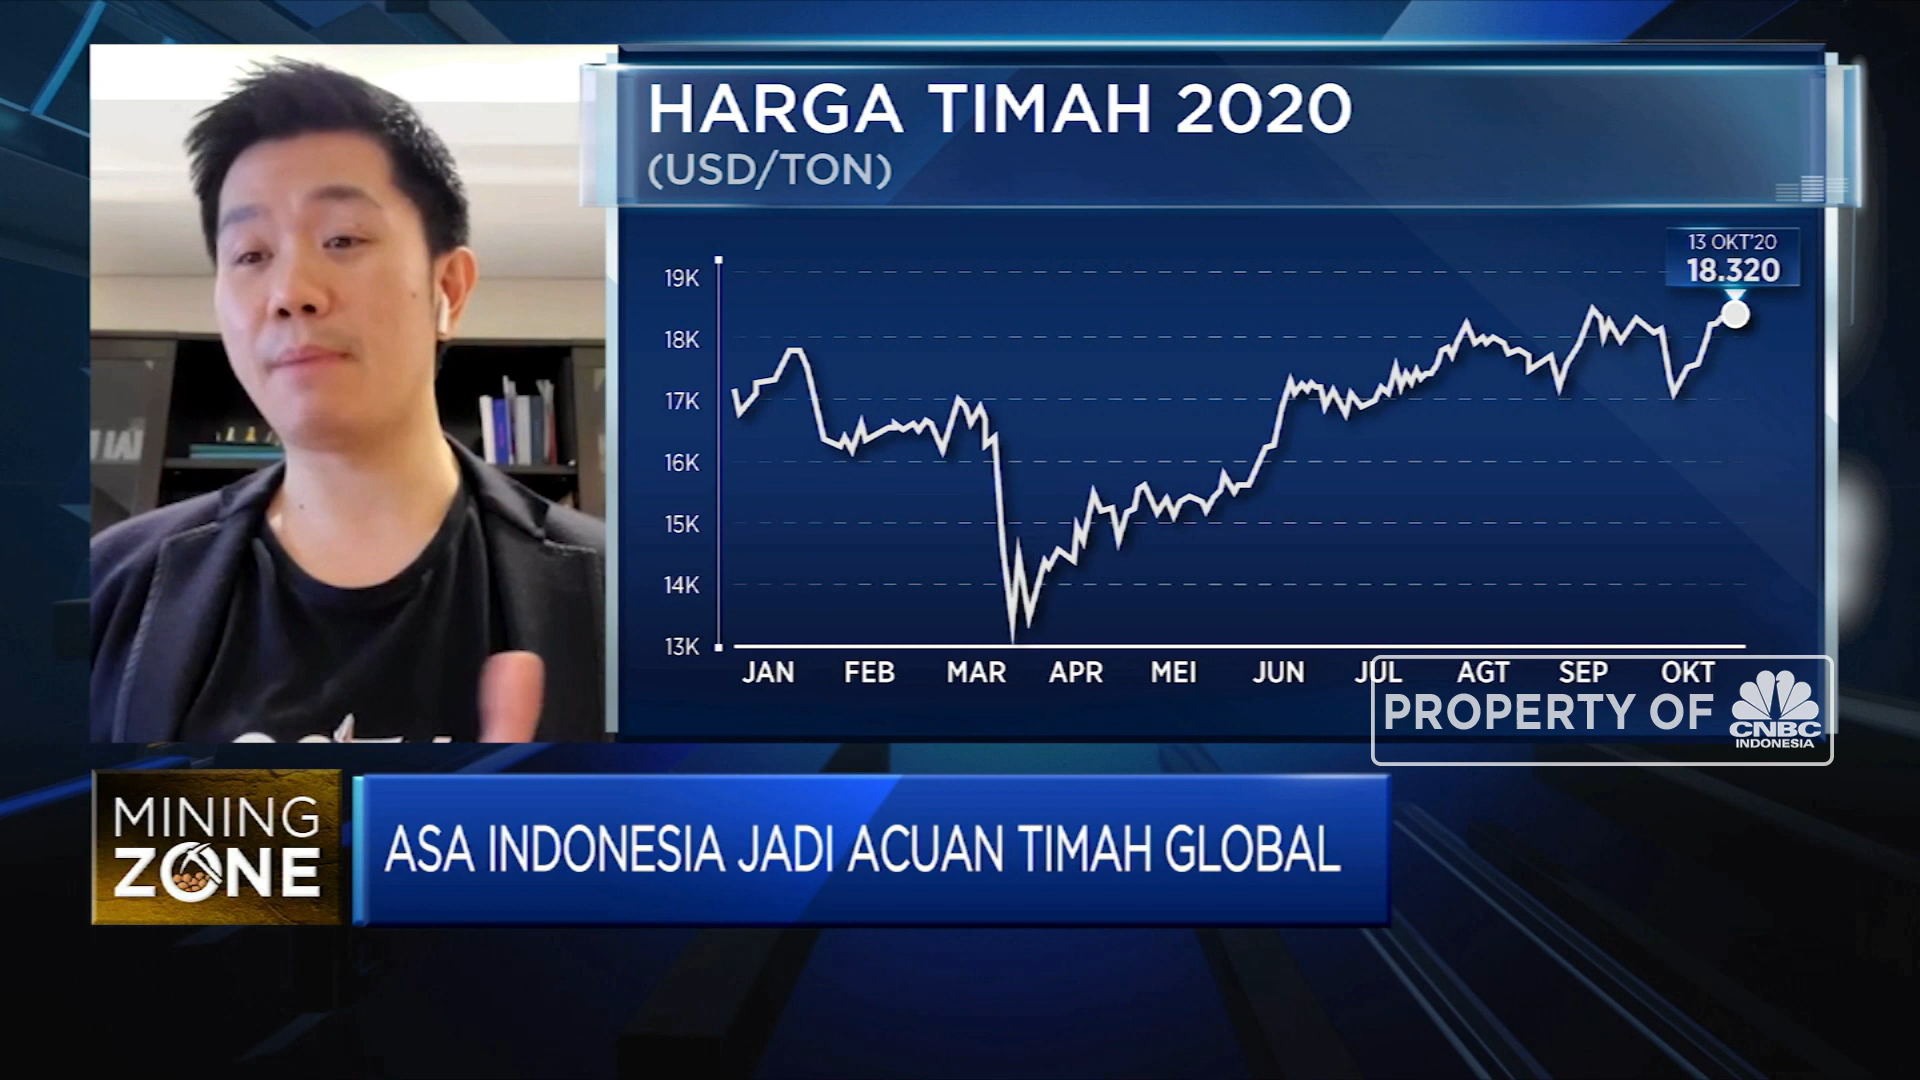 HARGA TIMAH 2020
(USD/TON)
13 OKT'20
18.320
19K
18K
17K
16K
15K
14K
13K
JAN FEB MAR APR MEI JUN JUL AGT SEP OKT
PROPERTY OF CNBC INDONESIA
MINING ZONE
ASA INDONESIA JADI ACUAN TIMAH GLOBAL